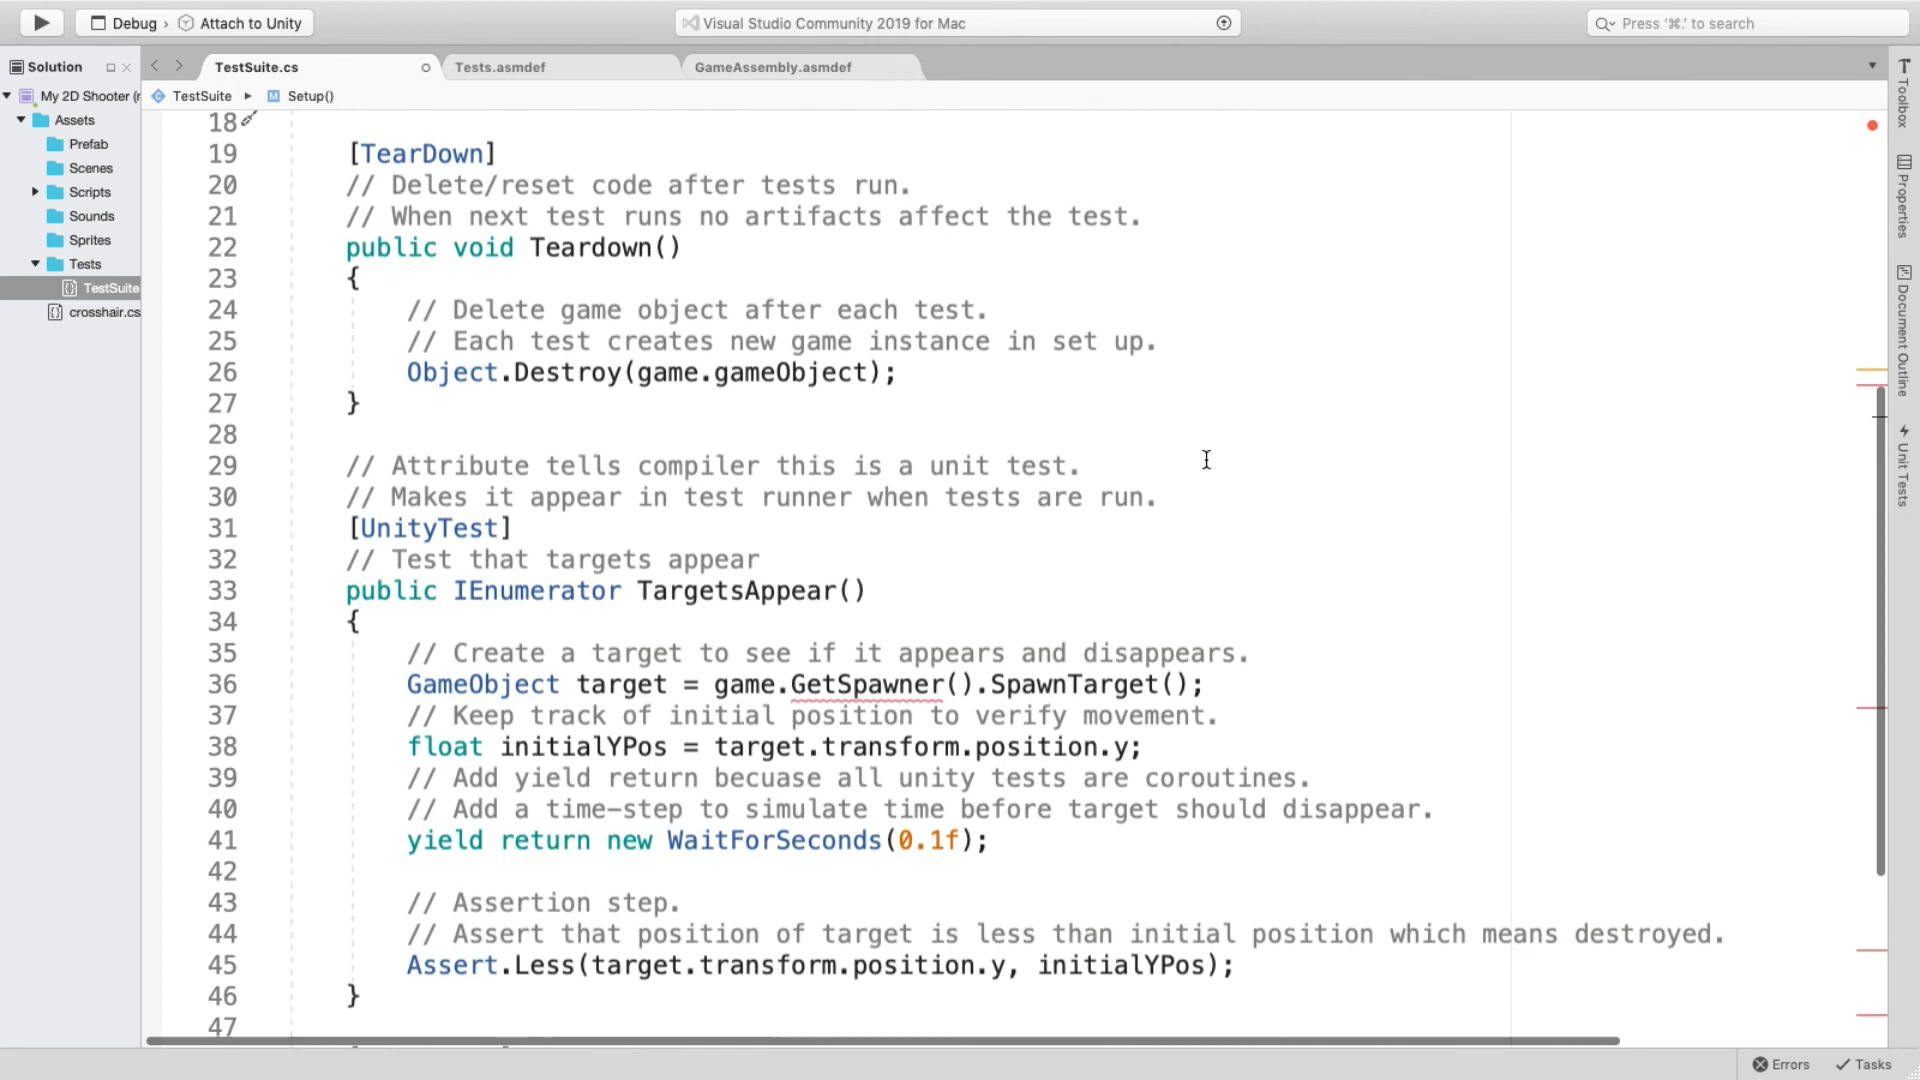 Debug › Attach to Unity
Visual Studio Community 2019 for Mac
Press '⌘.' to search
Solution
TestSuite.cs
Tests.asmdef
GameAssembly.asmdef
My 2D Shooter (
TestSuite ▸ Setup()
Assets
Prefab
Scenes
Scripts
Sounds
Sprites
Tests
TestSuite
crosshair.cs
18
19 [TearDown]
20 // Delete/reset code after tests run.
21 // When next test runs no artifacts affect the test.
22 public void Teardown()
23 {
24 // Delete game object after each test.
25 // Each test creates new game instance in set up.
26 Object.Destroy(game.gameObject);
27 }
28
29 // Attribute tells compiler this is a unit test.
30 // Makes it appear in test runner when tests are run.
31 [UnityTest]
32 // Test that targets appear
33 public IEnumerator TargetsAppear()
34 {
35 // Create a target to see if it appears and disappears.
36 GameObject target = game.GetSpawner().SpawnTarget();
37 // Keep track of initial position to verify movement.
38 float initialYPos = target.transform.position.y;
39 // Add yield return becuase all unity tests are coroutines.
40 // Add a time-step to simulate time before target should disappear.
41 yield return new WaitForSeconds(0.1f);
42
43 // Assertion step.
44 // Assert that position of target is less than initial position which means destroyed.
45 Assert.Less(target.transform.position.y, initialYPos);
46 }
47
Toolbox
Properties
Document Outline
Unit Tests
Errors
Tasks